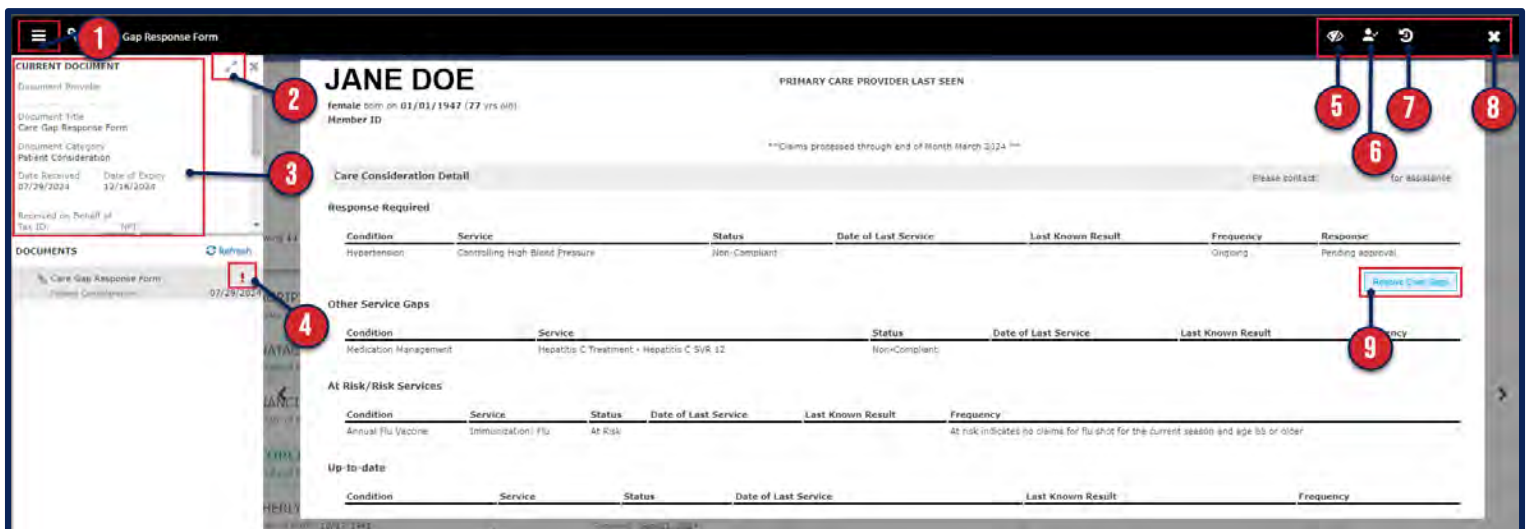 1
Gap Response Form
CURRENT DOCUMENT
Document Provider
Document Title
Care Gap Response Form
Document Category
Patient Consideration
Date Received Date of Expiry
07/29/2024 12/16/2024
Received on Behalf of
Tax ID: NPI:
2
3
DOCUMENTS Refresh
Care Gap Response Form !
Patient Consideration 07/29/2024
4
JANE DOE
PRIMARY CARE PROVIDER LAST SEEN
female born on 01/01/1947 (77 yrs old)
Member ID
**Claims processed through end of Month March 2024 **
5
6
7
8
Care Consideration Detail Please contact for assistance
Response Required
Condition Service Status Date of Last Service Last Known Result Frequency Response
Hypertension Controlling High Blood Pressure Non-Compliant Ongoing Pending approval
Resolve Care Gaps
9
Other Service Gaps
Condition Service Status Date of Last Service Last Known Result
Medication Management Hepatitis C Treatment - Hepatitis C SVR 12 Non-Compliant
At Risk/Risk Services
Condition Service Status Date of Last Service Last Known Result Frequency
Annual Flu Vaccine Immunization: Flu At Risk At risk indicates no claims for flu shot for the current season and age 65 or older
Up-to-date
Condition Service Status Date of Last Service Last Known Result Frequency